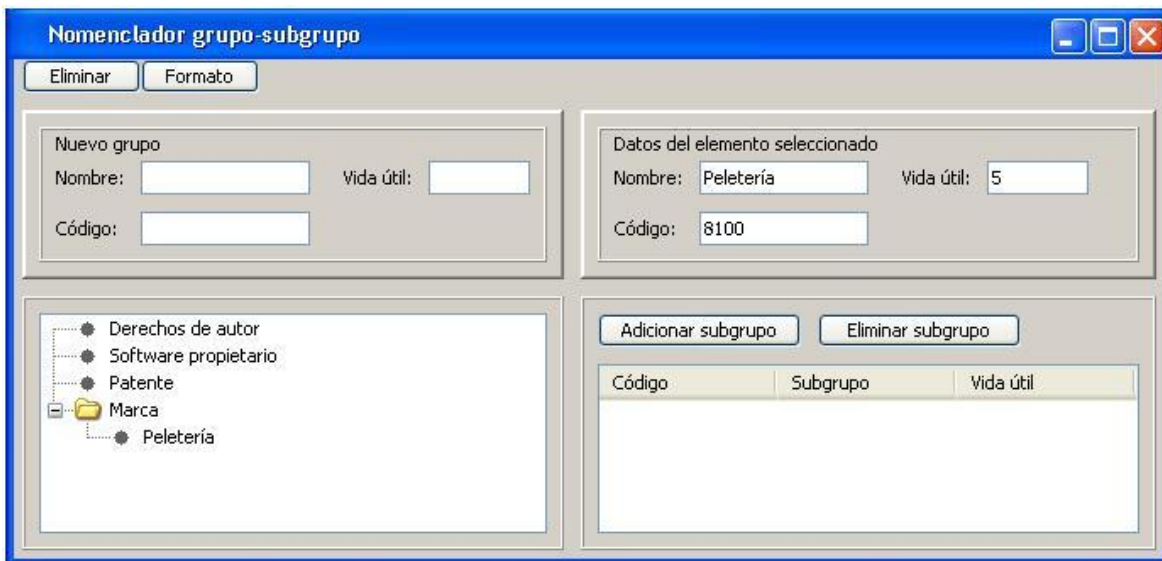 Nomenclador grupo-subgrupo
Eliminar Formato
Nuevo grupo
Nombre: Vida útil:
Código:
Datos del elemento seleccionado
Nombre: Peletería Vida útil: 5
Código: 8100
Derechos de autor
Software propietario
Patente
Marca
Peletería
Adicionar subgrupo Eliminar subgrupo
Código Subgrupo Vida útil